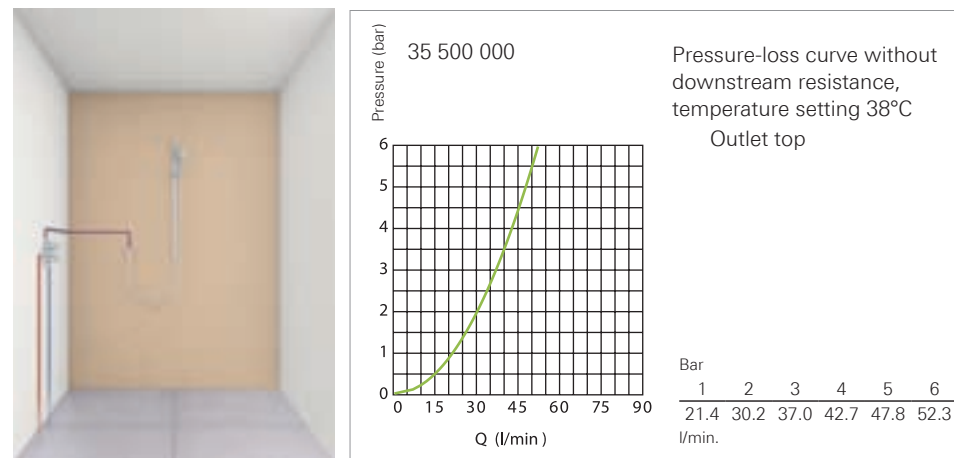 Pressure (bar)
35 500 000
Pressure-loss curve without
downstream resistance,
temperature setting 38°C
Outlet top
6
5
4
3
2
1
0
0 15 30 45 60 75 90
Q (l/min )
Bar
1 2 3 4 5 6
21.4 30.2 37.0 42.7 47.8 52.3
l/min.